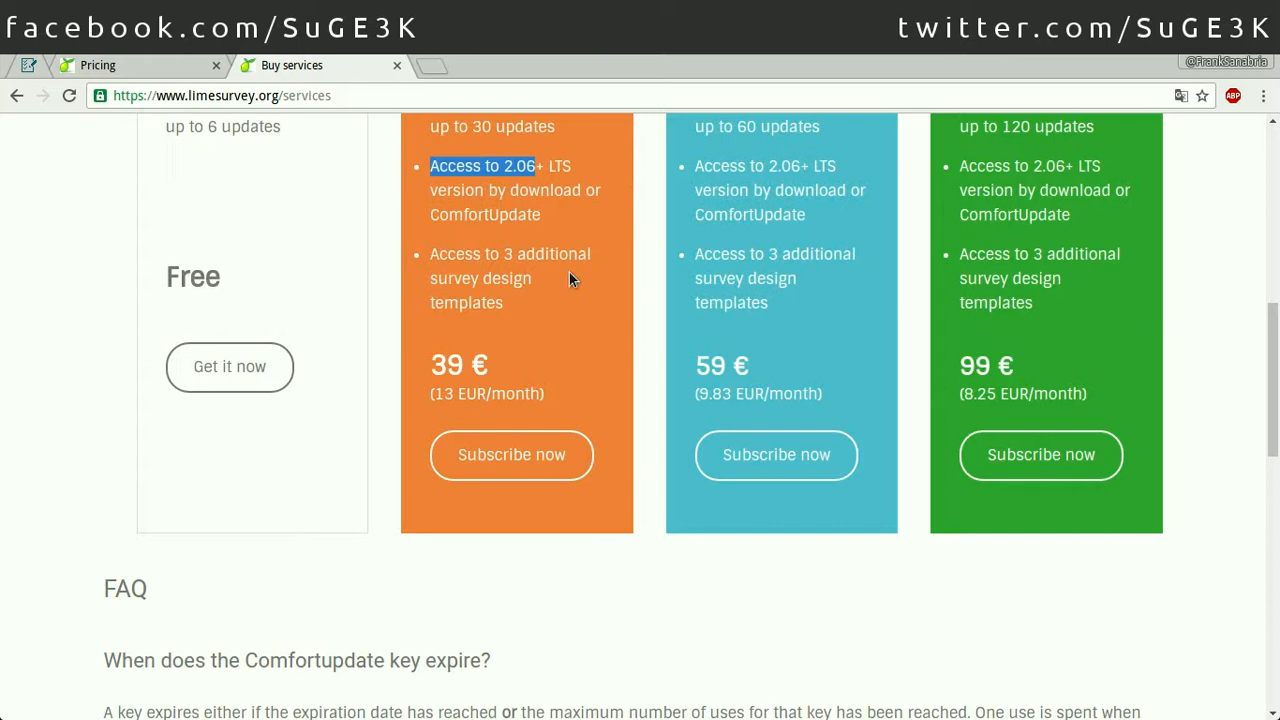 facebook.com/SuGE3K
twitter.com/SuGE3K
Pricing
Buy services
@FrankSanabria
https://www.limesurvey.org/services
ABP
up to 6 updates
Free
Get it now
up to 30 updates
Access to 2.06+ LTS
version by download or
ComfortUpdate
Access to 3 additional
survey design
templates
39 €
(13 EUR/month)
Subscribe now
up to 60 updates
Access to 2.06+ LTS
version by download or
ComfortUpdate
Access to 3 additional
survey design
templates
59 €
(9.83 EUR/month)
Subscribe now
up to 120 updates
Access to 2.06+ LTS
version by download or
ComfortUpdate
Access to 3 additional
survey design
templates
99 €
(8.25 EUR/month)
Subscribe now
FAQ
When does the Comfortupdate key expire?
A key expires either if the expiration date has reached or the maximum number of uses for that key has been reached. One use is spent when